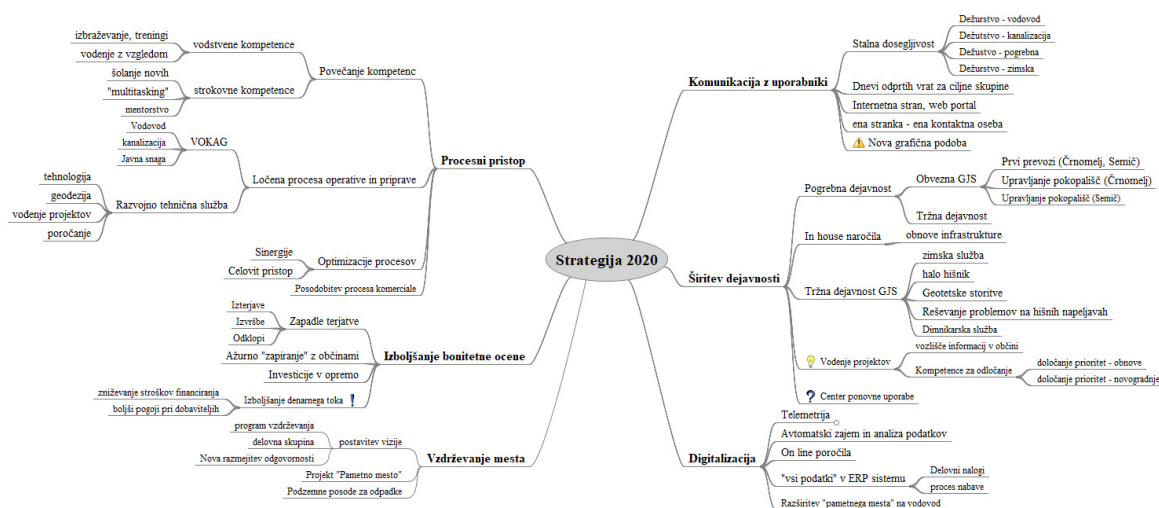 Strategija 2020
Procesni pristop
Povečanje kompetenc
vodstvene kompetence
izbraževanje, treningi
vodenje z vzgledom
strokovne kompetence
šolanje novih
"multitasking"
mentorstvo
Ločena procesa operative in priprave
VOKAG
Vodovod
kanalizacija
Javna snaga
Razvojno tehnična služba
tehnologija
geodezija
vodenje projektov
poročanje
Optimizacije procesov
Sinergije
Celovit pristop
Posodobitev procesa komerciale
Izboljšanje bonitetne ocene
Zapadle terjatve
Izterjave
Izvršbe
Odklopi
Ažurno "zapiranje" z občinami
Investicije v opremo
Izboljšanje denarnega toka
zniževanje stroškov financiranja
boljši pogoji pri dobaviteljih
Vzdrževanje mesta
postavitev vizije
program vzdrževanja
delovna skupina
Nova razmejitev odgovornosti
Projekt "Pametno mesto"
Podzemne posode za odpadke
Komunikacija z uporabniki
Stalna dosegljivost
Dežurstvo - vodovod
Dežutstvo - kanalizacija
Dežustvo - pogrebna
Dežurstvo - zimska
Dnevi odprtih vrat za ciljne skupine
Internetna stran, web portal
ena stranka - ena kontaktna oseba
Nova grafična podoba
Širitev dejavnosti
Pogrebna dejavnost
Obvezna GJS
Prvi prevozi (Črnomelj, Semič)
Upravljanje pokopališč (Črnomelj)
Upravljanje pokopališč (Semič)
Tržna dejavnost
In house naročila
obnove infrastrukture
Tržna dejavnost GJS
zimska služba
halo hišnik
Geotetske storitve
Reševanje problemov na hišnih napeljavah
Dimnikarska služba
Vodenje projektov
vozlišče informacij v občini
Kompetence za odločanje
določanje prioritet - obnove
določanje prioritet - novogradnje
Center ponovne uporabe
Digitalizacija
Telemetrija
Avtomatski zajem in analiza podatkov
On line poročila
"vsi podatki" v ERP sistemu
Delovni nalogi
proces nabave
Razširitev "pametnega mesta" na vodovod